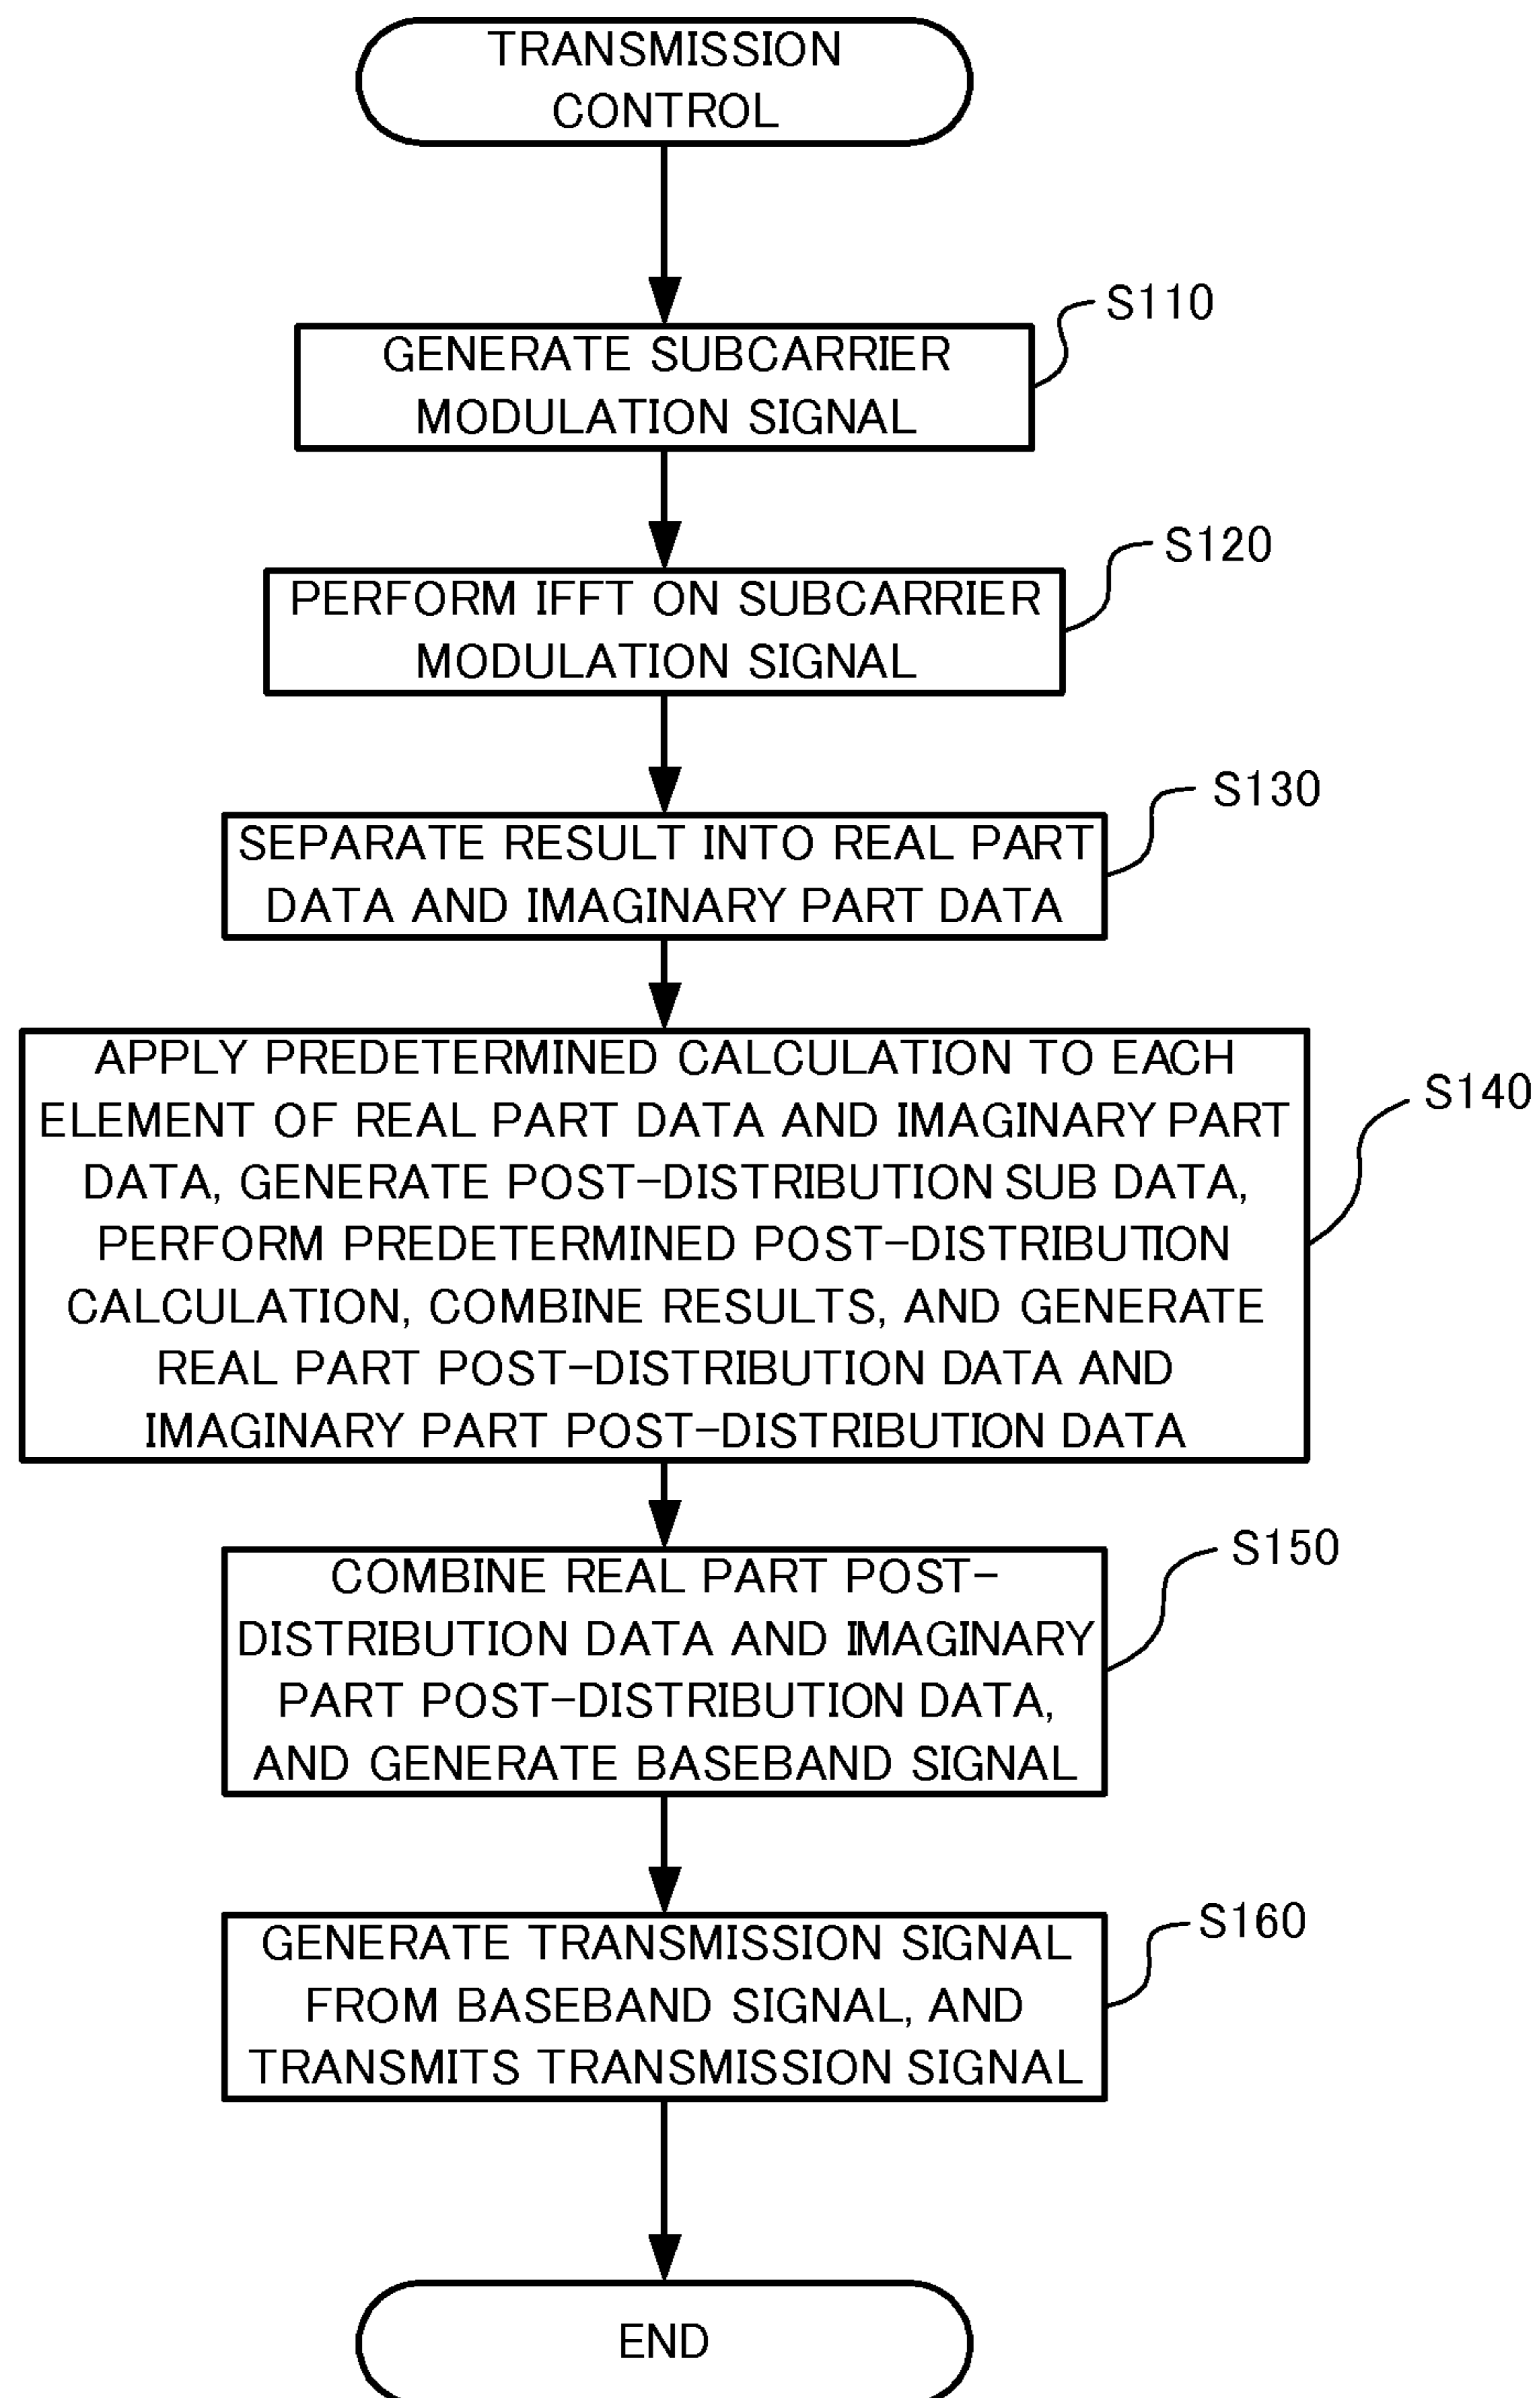 TRANSMISSION
CONTROL
S110
GENERATE SUBCARRIER
MODULATION SIGNAL
S120
PERFORM IFFT ON SUBCARRIER
MODULATION SIGNAL
S130
SEPARATE RESULT INTO REAL PART
DATA AND IMAGINARY PART DATA
S140
APPLY PREDETERMINED CALCULATION TO EACH
ELEMENT OF REAL PART DATA AND IMAGINARY PART
DATA, GENERATE POST-DISTRIBUTION SUB DATA,
PERFORM PREDETERMINED POST-DISTRIBUTION
CALCULATION, COMBINE RESULTS, AND GENERATE
REAL PART POST-DISTRIBUTION DATA AND
IMAGINARY PART POST-DISTRIBUTION DATA
S150
COMBINE REAL PART POST-
DISTRIBUTION DATA AND IMAGINARY
PART POST-DISTRIBUTION DATA,
AND GENERATE BASEBAND SIGNAL
S160
GENERATE TRANSMISSION SIGNAL
FROM BASEBAND SIGNAL, AND
TRANSMITS TRANSMISSION SIGNAL
END